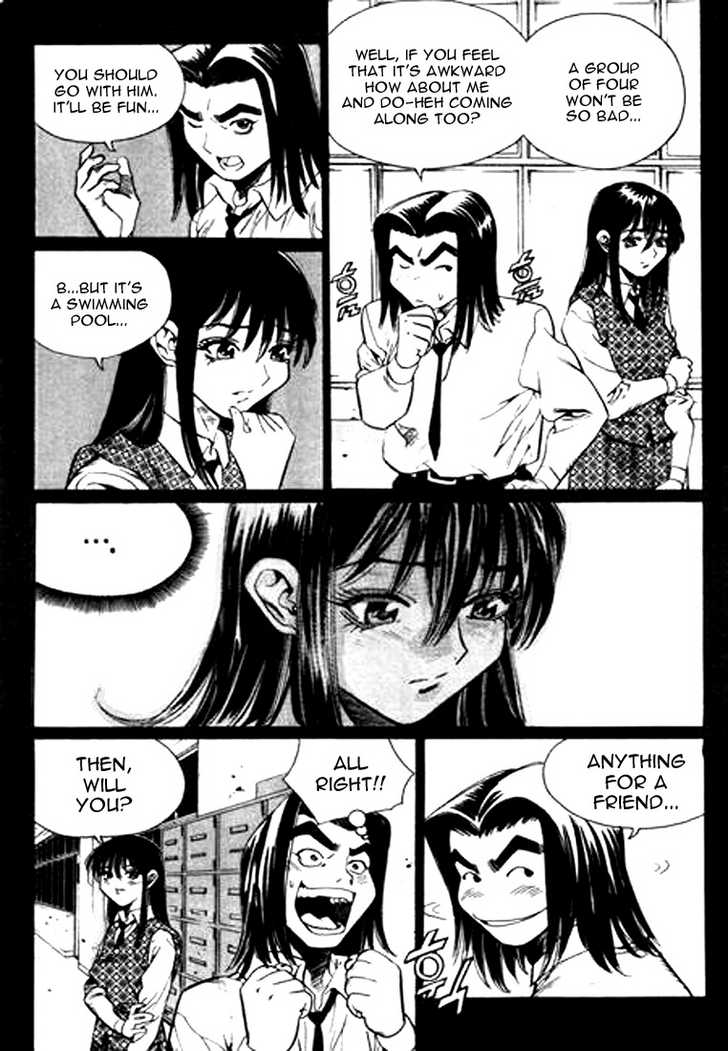 YOU SHOULD
GO WITH HIM.
IT'LL BE FUN...
WELL, IF YOU FEEL
THAT IT'S AWKWARD
HOW ABOUT ME
AND DO-HEH COMING
ALONG TOO?
A GROUP
OF FOUR
WON'T BE
SO BAD...
B...BUT IT'S
A SWIMMING
POOL...
...
THEN,
WILL
YOU?
ALL
RIGHT!!
ANYTHING
FOR A
FRIEND...